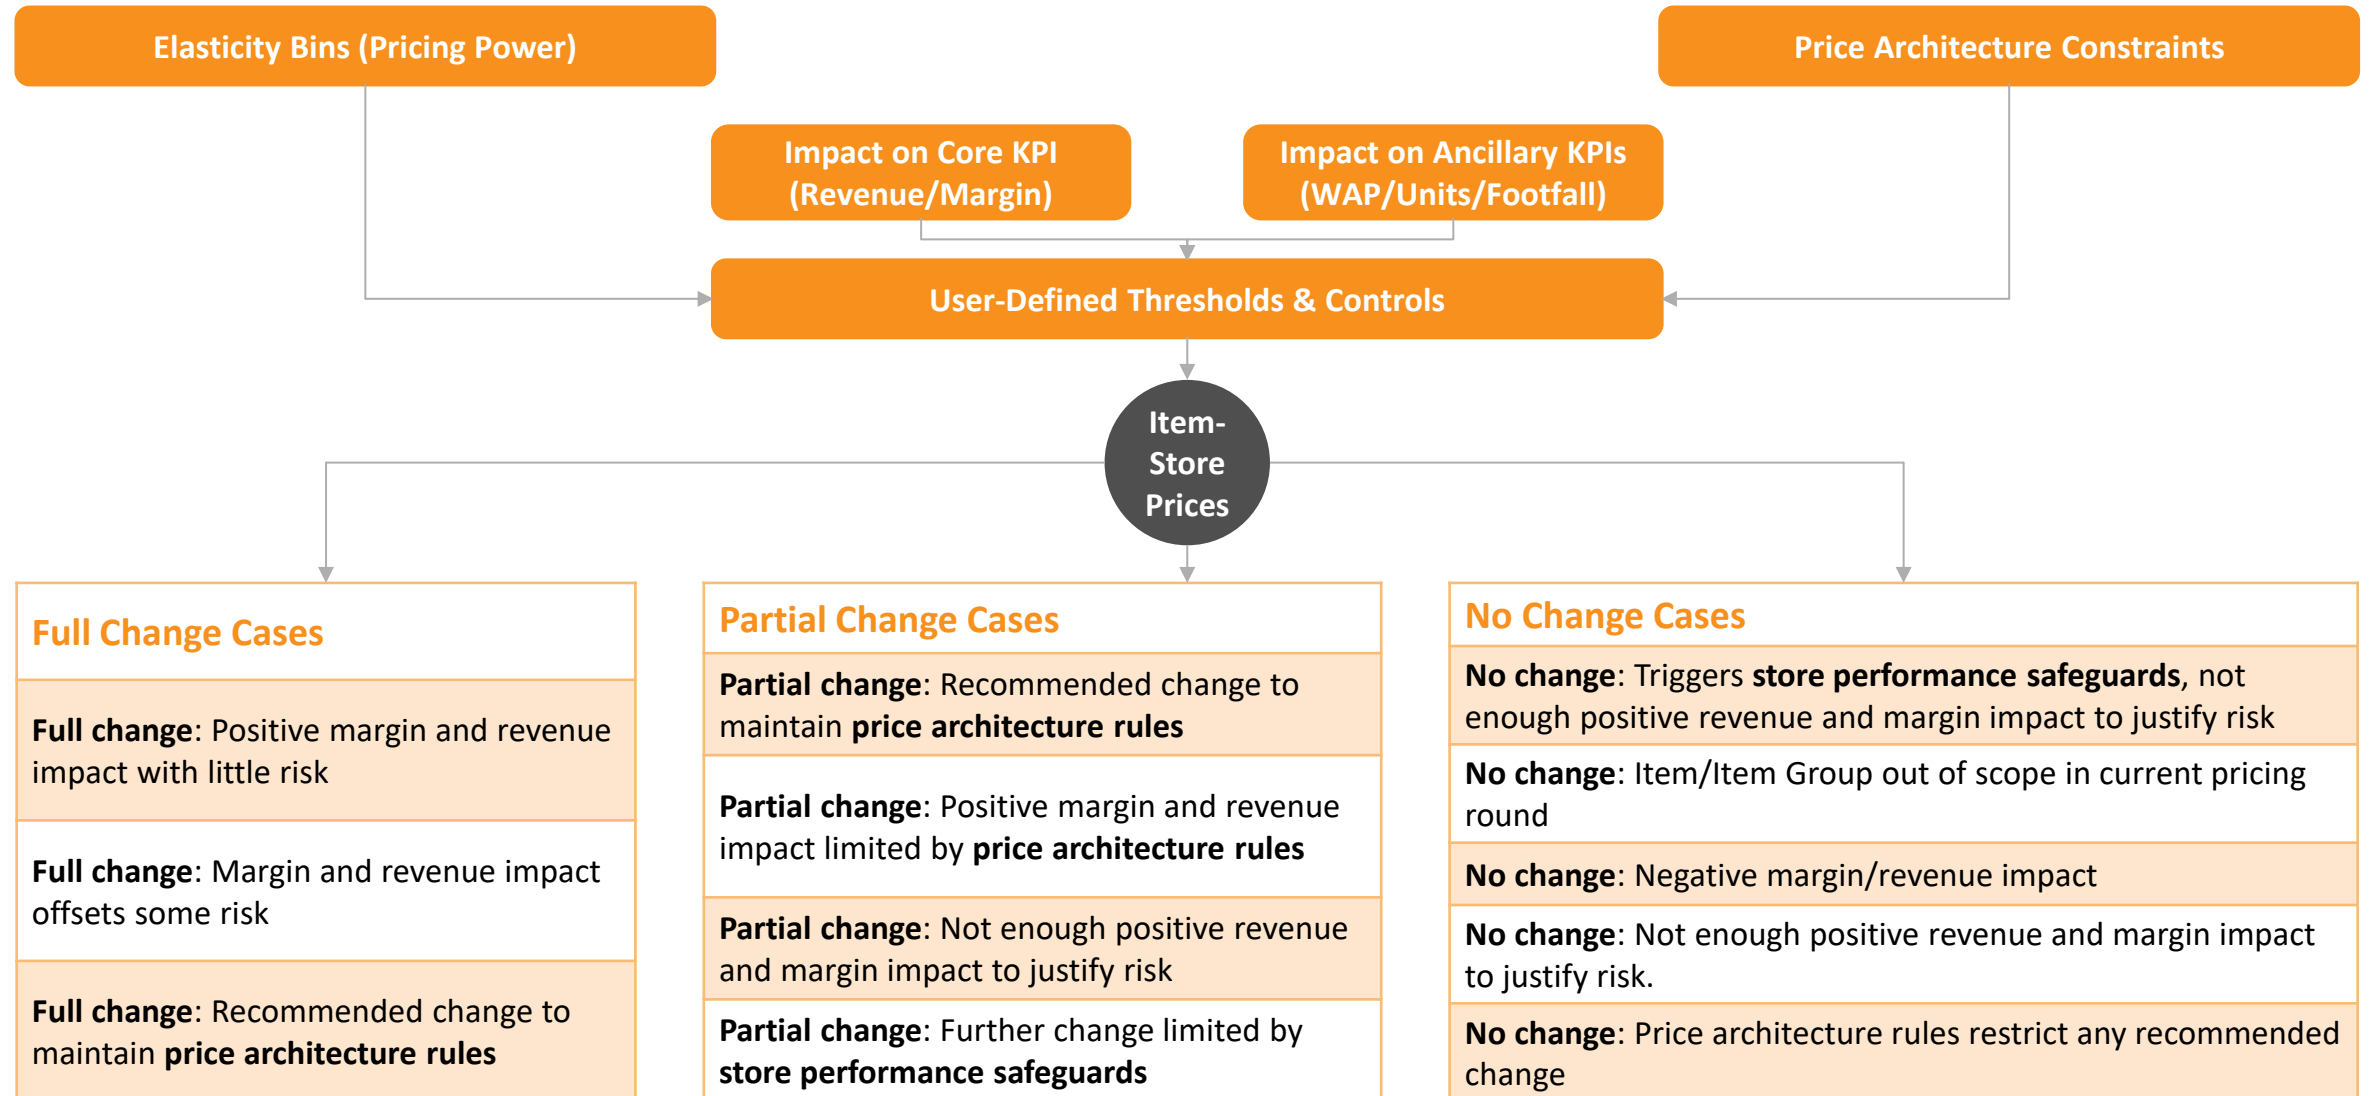 Elasticity Bins (Pricing Power)
Price Architecture Constraints
Impact on Core KPI
(Revenue/Margin)
Impact on Ancillary KPIs
(WAP/Units/Footfall)
User-Defined Thresholds & Controls
Item-
Store
Prices
Full Change Cases
Full change: Positive margin and revenue
impact with little risk
Full change: Margin and revenue impact
offsets some risk
Full change: Recommended change to
maintain price architecture rules
Partial Change Cases
Partial change: Recommended change to
maintain price architecture rules
Partial change: Positive margin and revenue
impact limited by price architecture rules
Partial change: Not enough positive revenue
and margin impact to justify risk
Partial change: Further change limited by
store performance safeguards
No Change Cases
No change: Triggers store performance safeguards, not
enough positive revenue and margin impact to justify risk
No change: Item/Item Group out of scope in current pricing
round
No change: Negative margin/revenue impact
No change: Not enough positive revenue and margin impact
to justify risk.
No change: Price architecture rules restrict any recommended
change